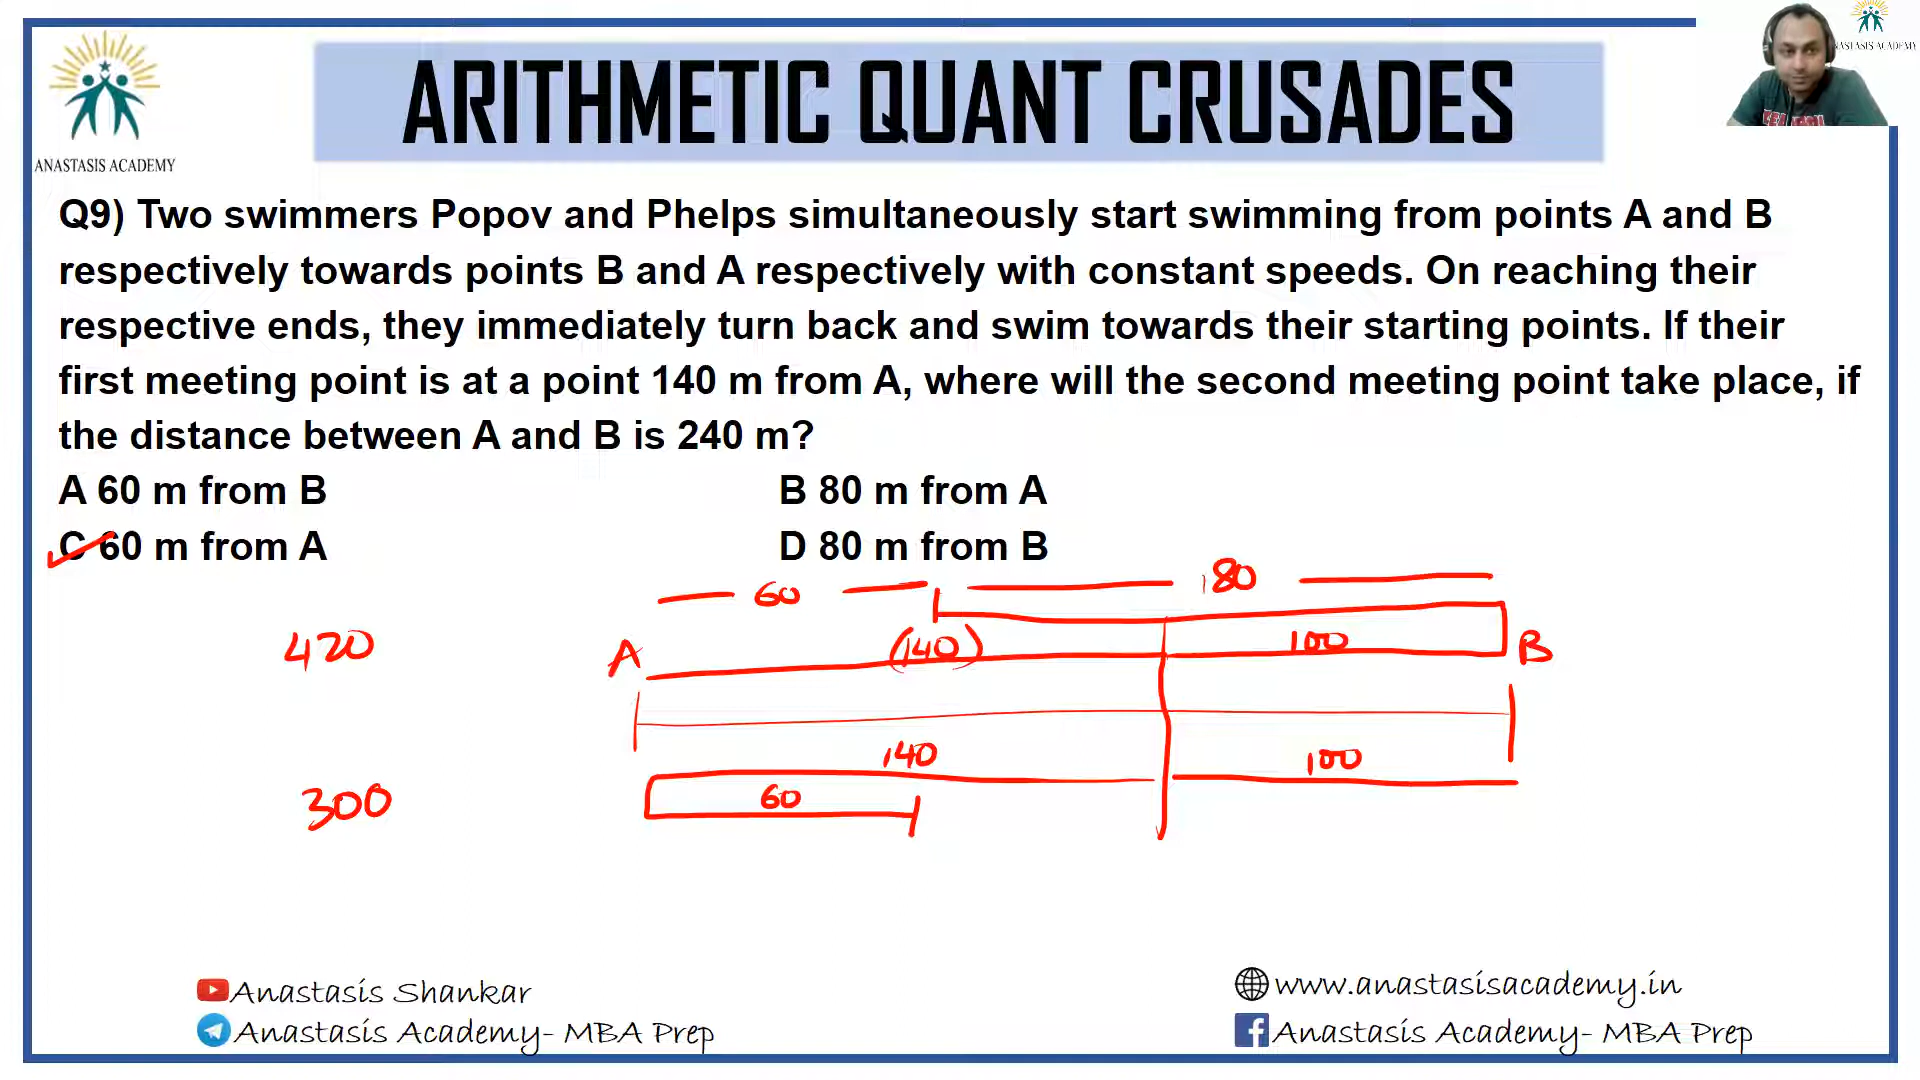 ARITHMETIC QUANT CRUSADES
ANASTASIS ACADEMY
Q9) Two swimmers Popov and Phelps simultaneously start swimming from points A and B
respectively towards points B and A respectively with constant speeds. On reaching their
respective ends, they immediately turn back and swim towards their starting points. If their
first meeting point is at a point 140 m from A, where will the second meeting point take place, if
the distance between A and B is 240 m?
A 60 m from B
B 80 m from A
C 60 m from A
D 80 m from B
60
180
420
A
(140)
100
B
140
100
300
60
Anastasis Shankar
www.anastasisacademy.in
Anastasis Academy- MBA Prep
Anastasis Academy- MBA Prep